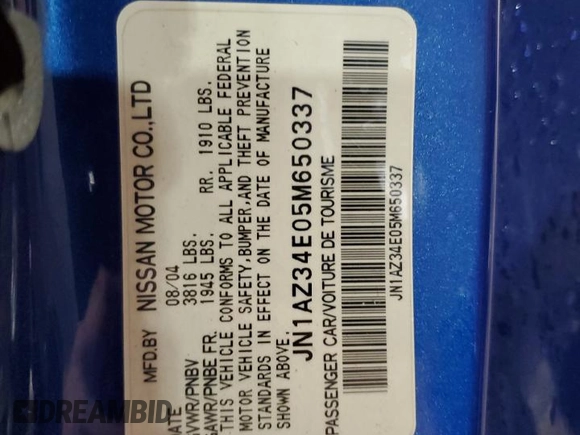 MFD.BY NISSAN MOTOR CO.,LTD
DATE 08/04
GVWR/PNBV 3816 LBS.
GAWR/PNBE FR. 1945 LBS. RR. 1910 LBS.
THIS VEHICLE CONFORMS TO ALL APPLICABLE FEDERAL
MOTOR VEHICLE SAFETY, BUMPER, AND THEFT PREVENTION
STANDARDS IN EFFECT ON THE DATE OF MANUFACTURE
SHOWN ABOVE.
JN1AZ34E05M650337
PASSENGER CAR/VOITURE DE TOURISME
JN1AZ34E05M650337
DREAMBID